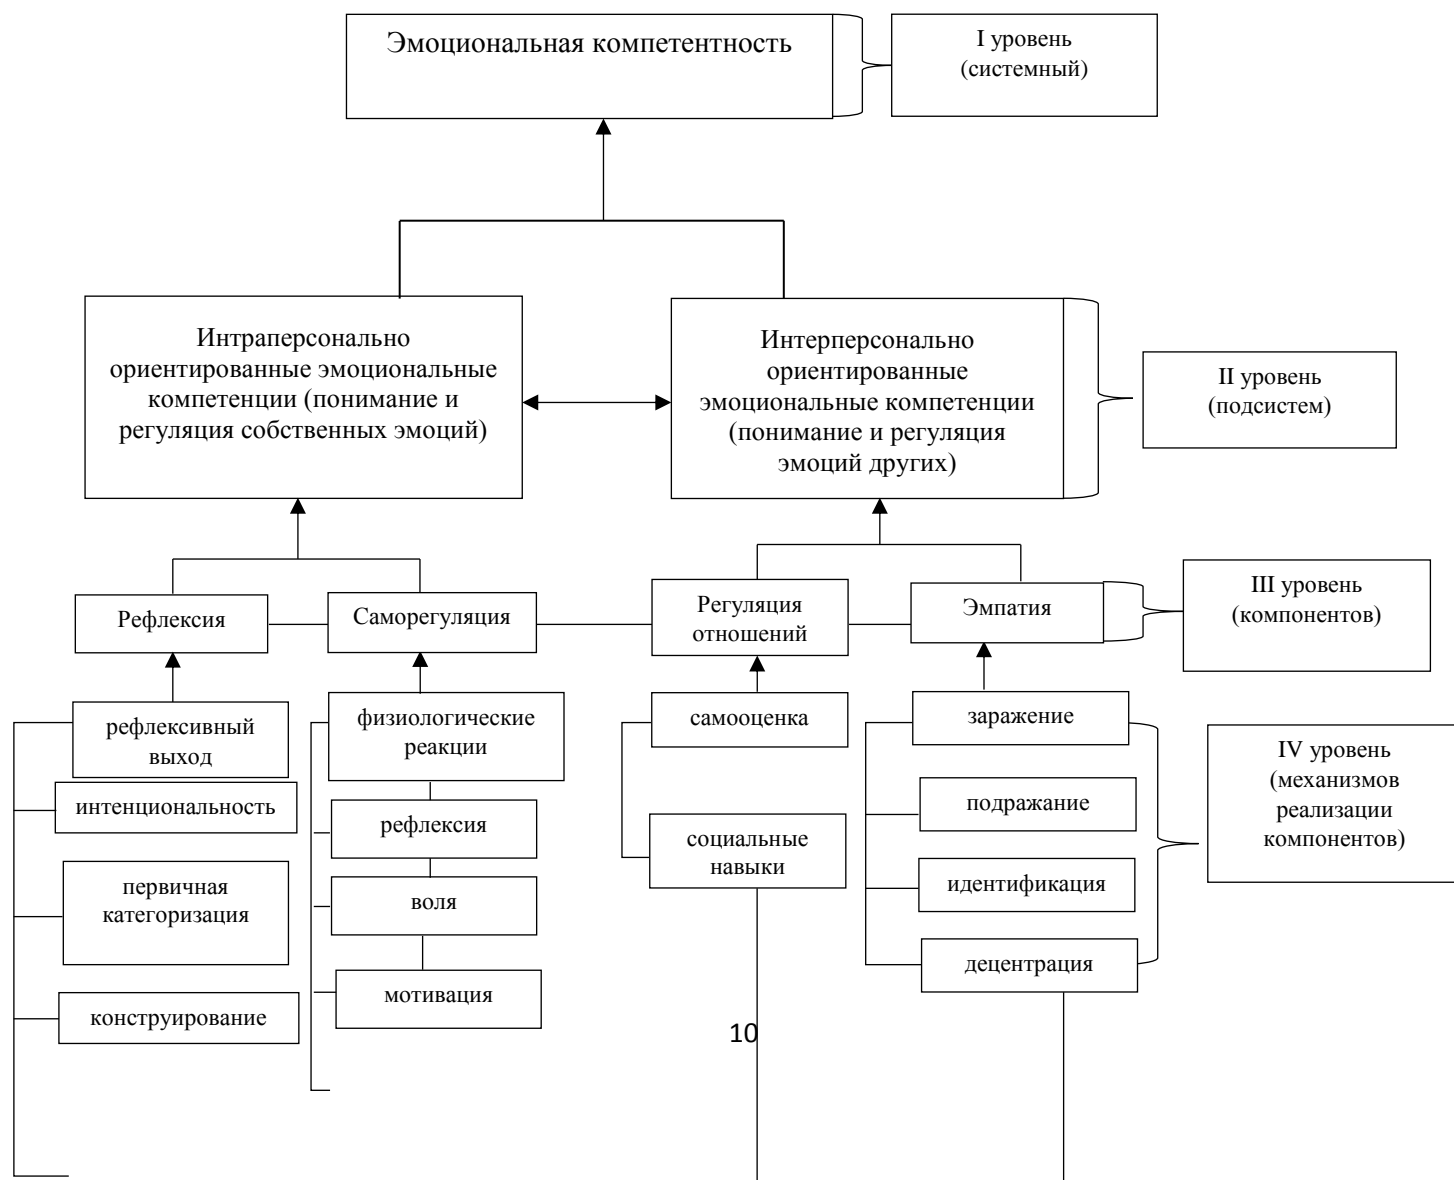 Эмоциональная компетентность
I уровень
(системный)
Интраперсонально
ориентированные эмоциональные
компетенции (понимание и
регуляция собственных эмоций)
Интерперсонально
ориентированные
эмоциональные компетенции
(понимание и регуляция
эмоций других)
II уровень
(подсистем)
Рефлексия
Саморегуляция
Регуляция
отношений
Эмпатия
III уровень
(компонентов)
рефлексивный
выход
интенциональность
первичная
категоризация
конструирование
физиологические
реакции
рефлексия
воля
мотивация
самооценка
социальные
навыки
заражение
подражание
идентификация
децентрация
IV уровень
(механизмов
реализации
компонентов)
10